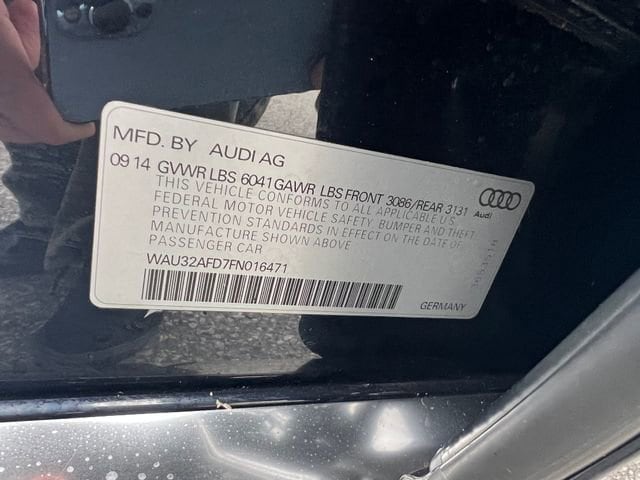 MFD. BY AUDI AG
09 14 GVWR LBS 6041 GAWR LBS FRONT 3086/REAR 3131
THIS VEHICLE CONFORMS TO ALL APPLICABLE U.S.
FEDERAL MOTOR VEHICLE SAFETY, BUMPER AND THEFT
PREVENTION STANDARDS IN EFFECT ON THE DATE OF
MANUFACTURE SHOWN ABOVE
PASSENGER CAR
WAU32AFD7FN016471
Audi
GERMANY